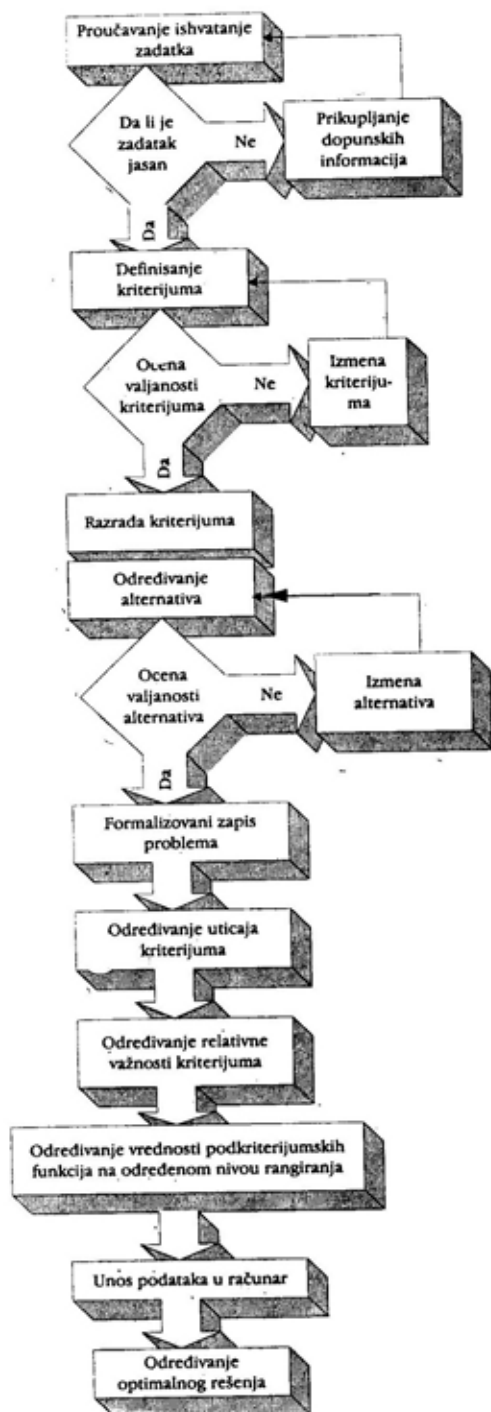 Proučavanje ishvatanje
zadatka
Da li je
zadatak
jasan
Ne
Prikupljanje
dopunskih
informacija
Da
Definisanje
kriterijuma
Ocena
valjanosti
kriterijuma
Ne
Izmena
kriteriju-
ma
Da
Razrada kriterijuma
Određivanje
alternativa
Ocena
valjanosti
alternativa
Ne
Izmena
alternativa
Da
Formalizovani zapis
problema
Određivanje uticaja
kriterijuma
Određivanje relativne
važnosti kriterijuma
Određivanje vrednosti podkriterijumskih
funkcija na određenom nivou rangiranja
Unos podataka u računar
Određivanje
optimalnog rešenja